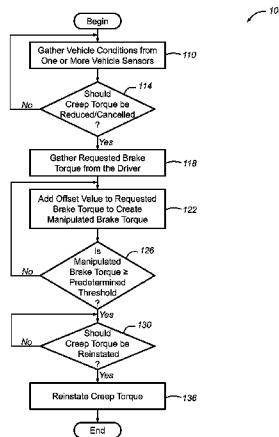 10
Begin
Gather Vehicle Conditions from
One or More Vehicle Sensors
110
114
Should
Creep Torque be
Reduced/Cancelled
?
No
Yes
Gather Requested Brake
Torque from the Driver
118
Add Offset Value to Requested
Brake Torque to Create
Manipulated Brake Torque
122
126
Is
Manipulated
Brake Torque ≥
Predetermined
Threshold
?
No
Yes
130
Should
Creep Torque be
Reinstated
?
No
Yes
Reinstate Creep Torque
136
End